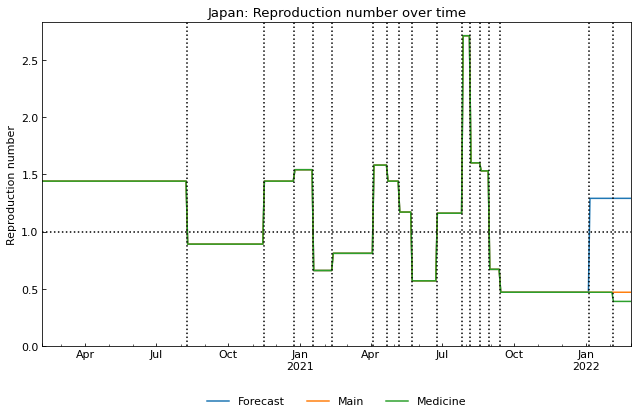 Japan: Reproduction number over time
Reproduction number
2.5
2.0
1.5
1.0
0.5
0.0
Apr Jul Oct Jan Apr Jul Oct Jan
2021 2022
Forecast Main Medicine